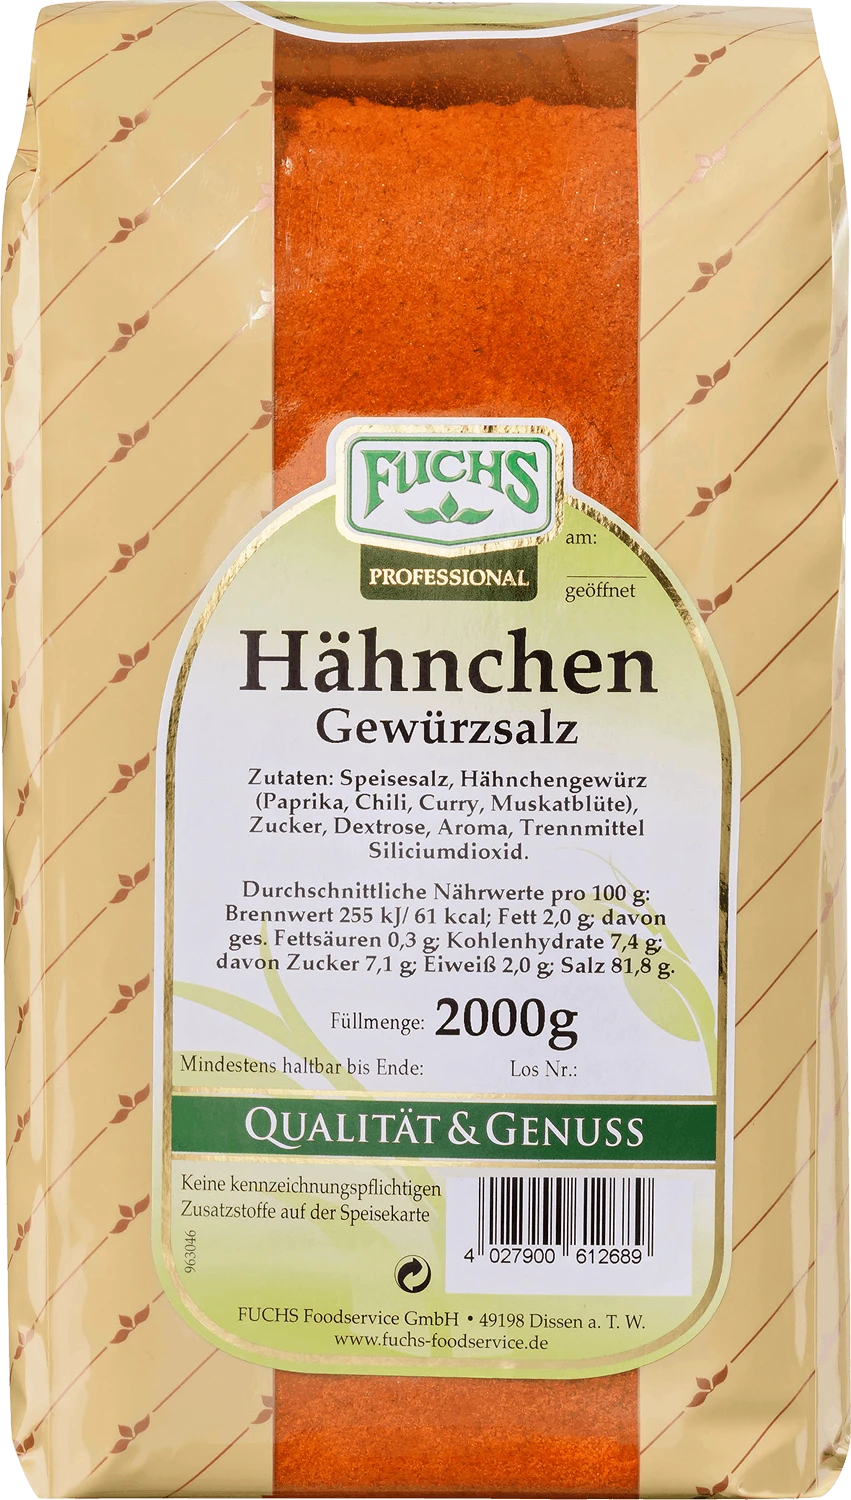 FUCHS
PROFESSIONAL
am:
geöffnet
Hähnchen
Gewürzsalz
Zutaten: Speisesalz, Hähnchengewürz
(Paprika, Chili, Curry, Muskatblüte),
Zucker, Dextrose, Aroma, Trennmittel
Siliciumdioxid.
Durchschnittliche Nährwerte pro 100 g:
Brennwert 255 kJ/ 61 kcal; Fett 2,0 g; davon
ges. Fettsäuren 0,3 g; Kohlenhydrate 7,4 g;
davon Zucker 7,1 g; Eiweiß 2,0 g; Salz 81,8 g.
Füllmenge: 2000g
Mindestens haltbar bis Ende: Los Nr.:
QUALITÄT & GENUSS
Keine kennzeichnungspflichtigen
Zusatzstoffe auf der Speisekarte
963046
4 027900 612689
FUCHS Foodservice GmbH • 49198 Dissen a. T. W.
www.fuchs-foodservice.de